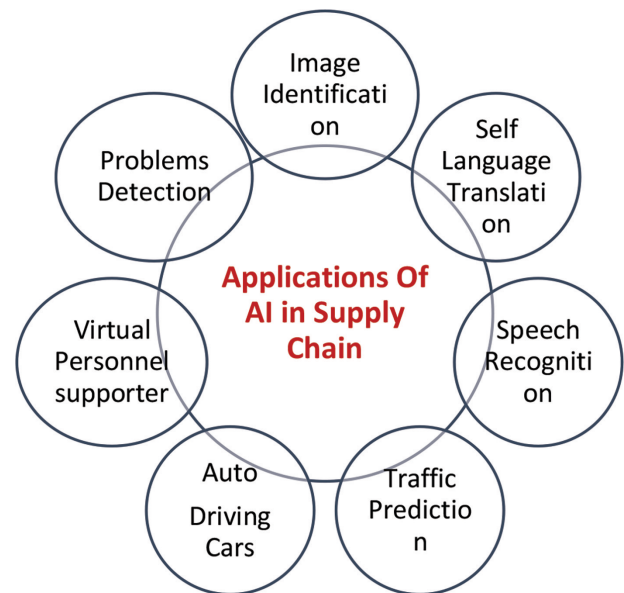 Image
Identificati
on
Self
Language
Translati
on
Speech
Recogniti
on
Traffic
Predictio
n
Auto
Driving
Cars
Virtual
Personnel
supporter
Problems
Detection
Applications Of
AI in Supply
Chain